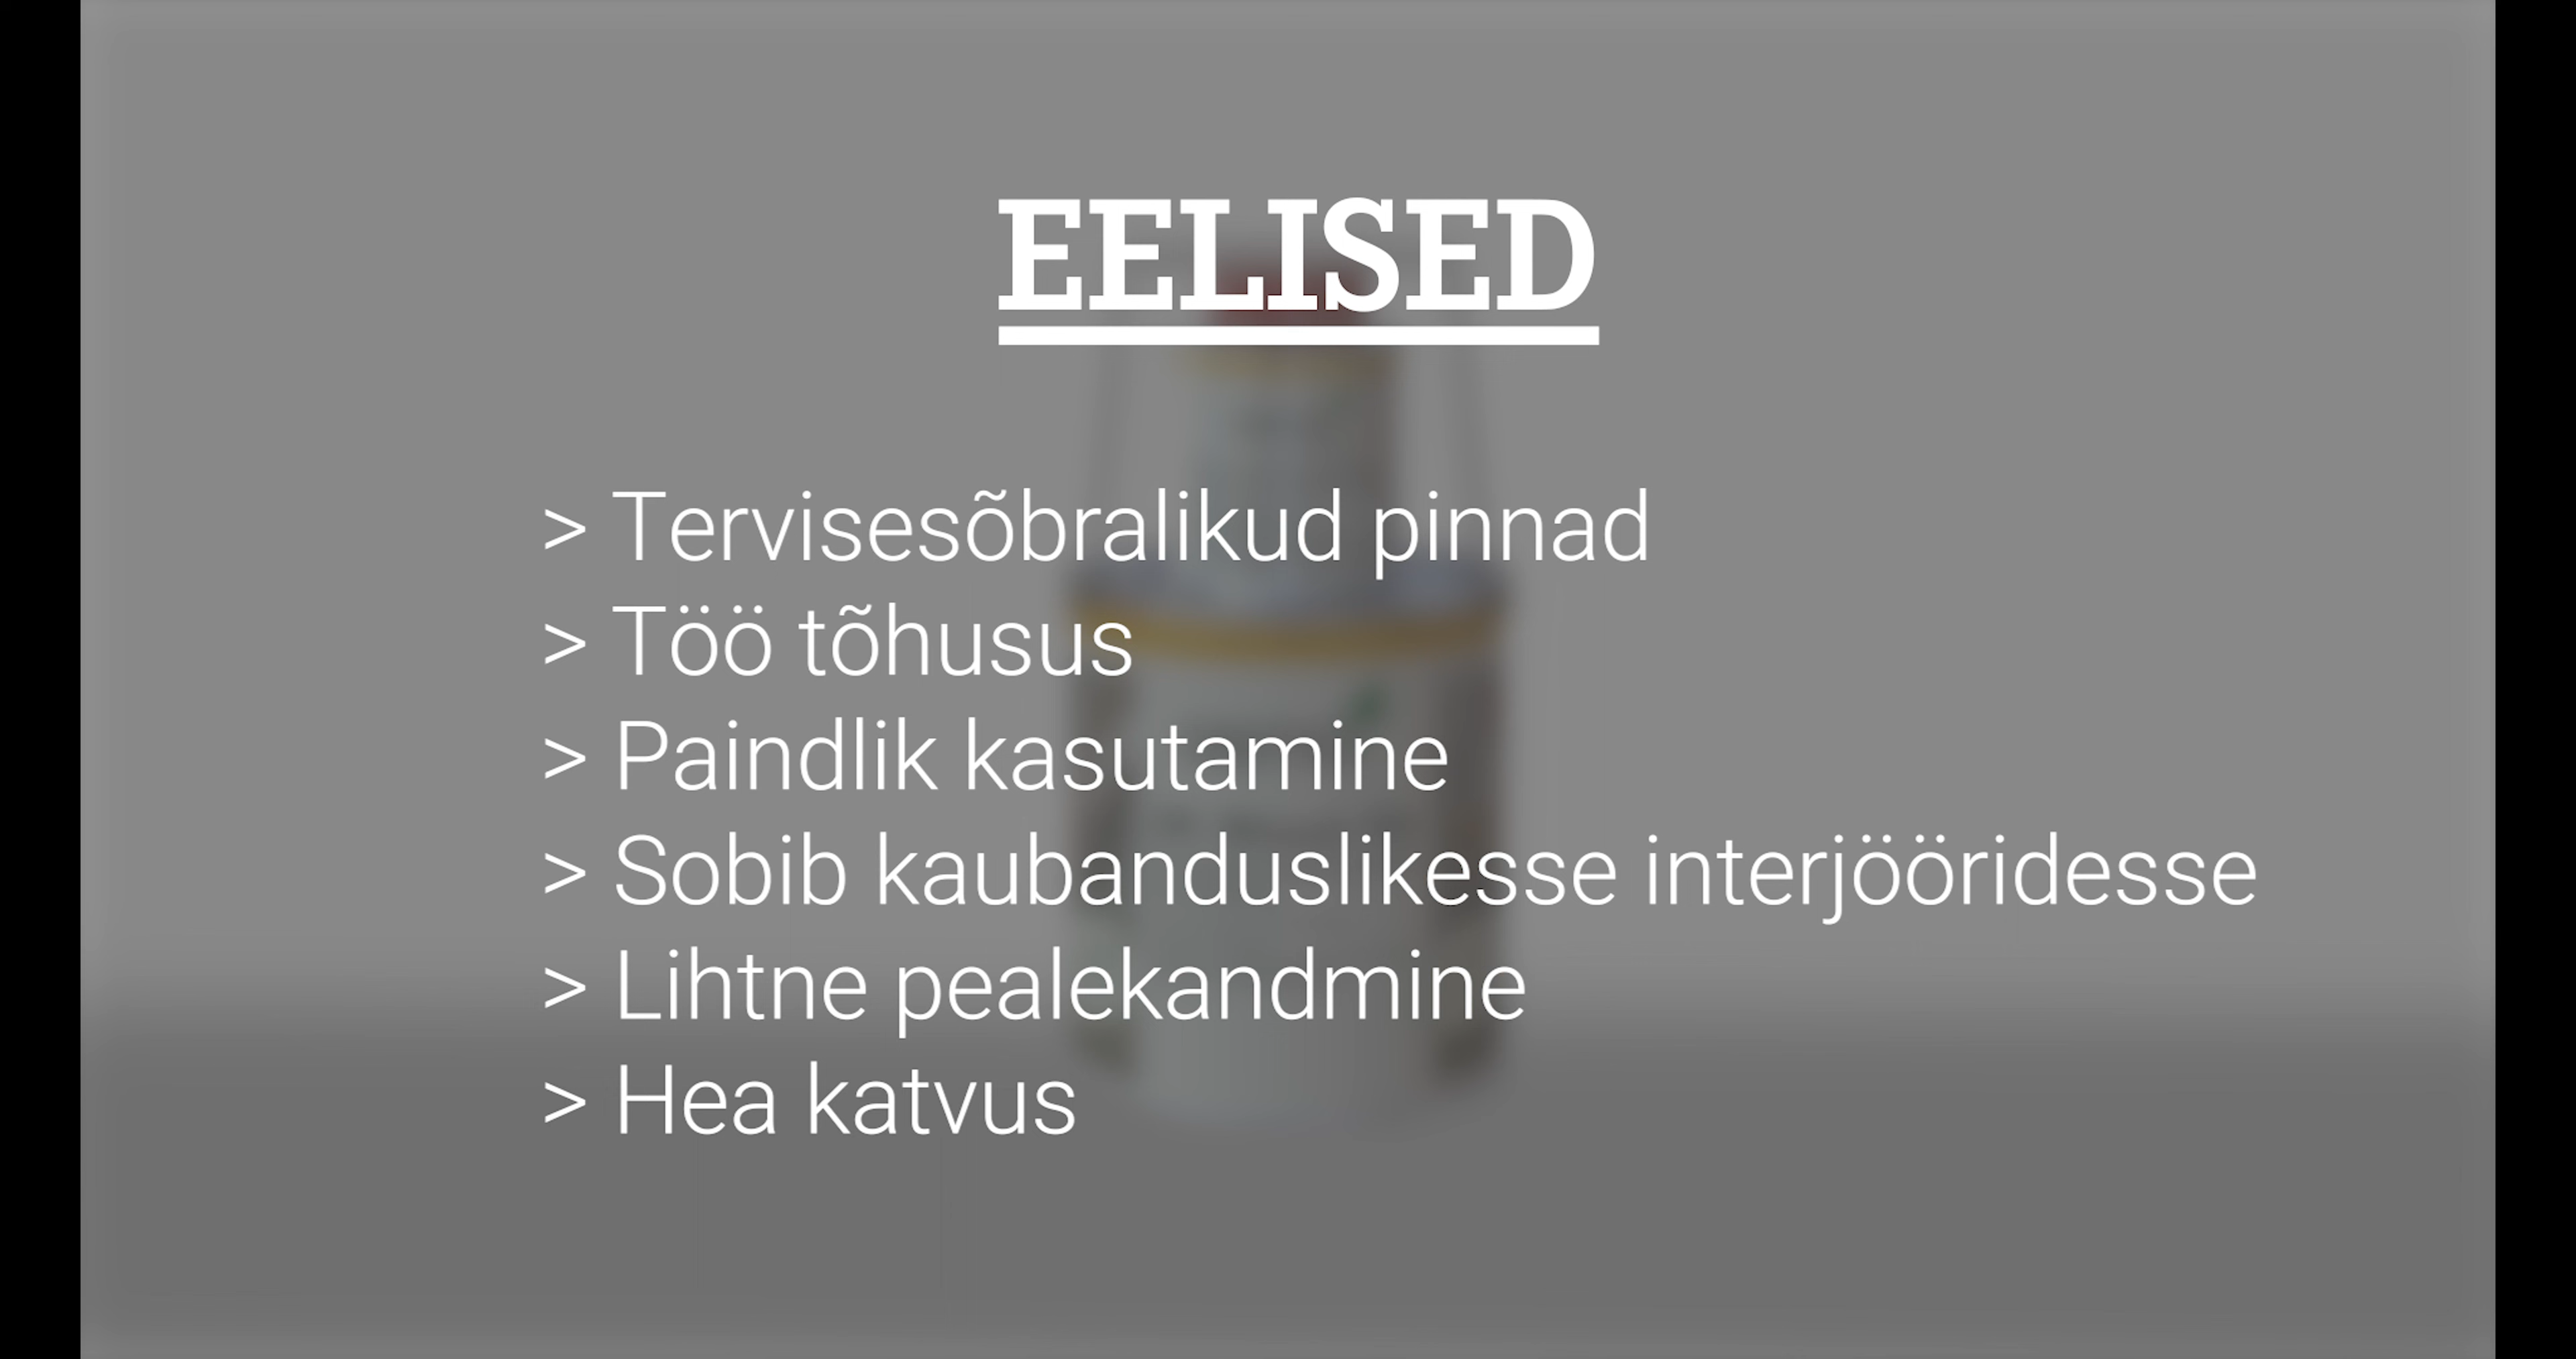 EELISED
> Tervisesõbralikud pinnad
> Töö tõhusus
> Paindlik kasutamine
> Sobib kaubanduslikesse interjööridesse
> Lihtne pealekandmine
> Hea katvus